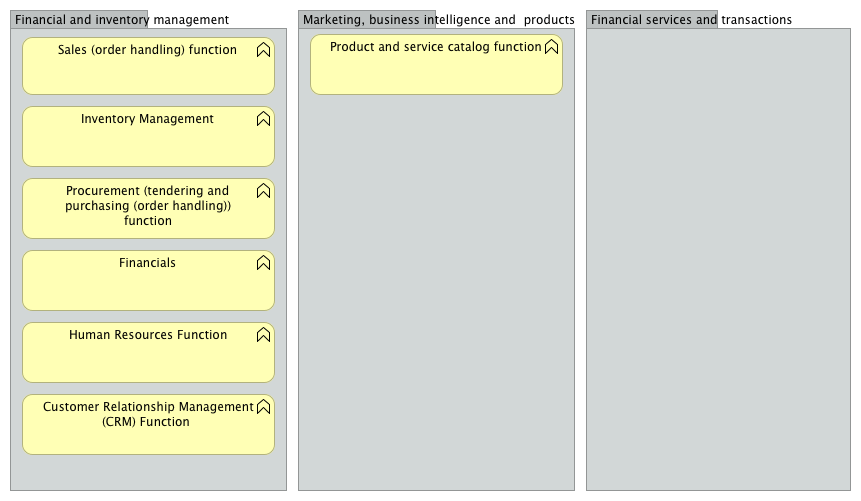 Financial and inventory management
Sales (order handling) function
Inventory Management
Procurement (tendering and
purchasing (order handling))
function
Financials
Human Resources Function
Customer Relationship Management
(CRM) Function
Marketing, business intelligence and  products
Product and service catalog function
Financial services and transactions